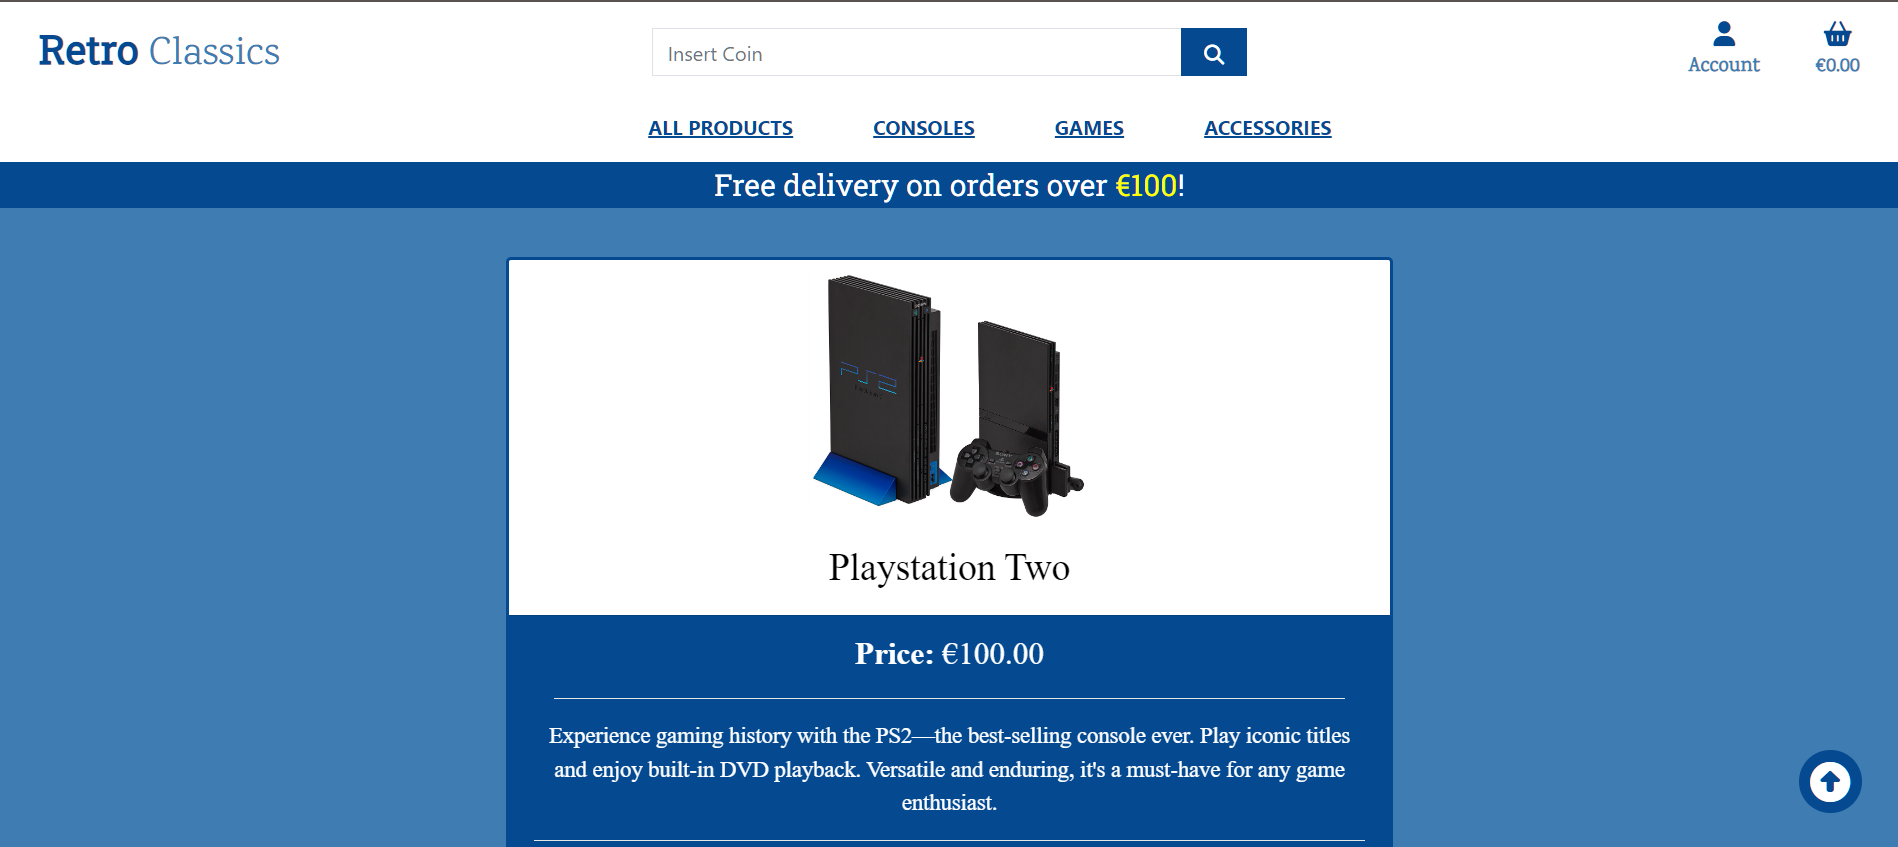 Retro Classics
Insert Coin
Account
€0.00
ALL PRODUCTS
CONSOLES
GAMES
ACCESSORIES
Free delivery on orders over €100!
PS2
SONY
Playstation Two
Price: €100.00
Experience gaming history with the PS2—the best-selling console ever. Play iconic titles
and enjoy built-in DVD playback. Versatile and enduring, it's a must-have for any game
enthusiast.